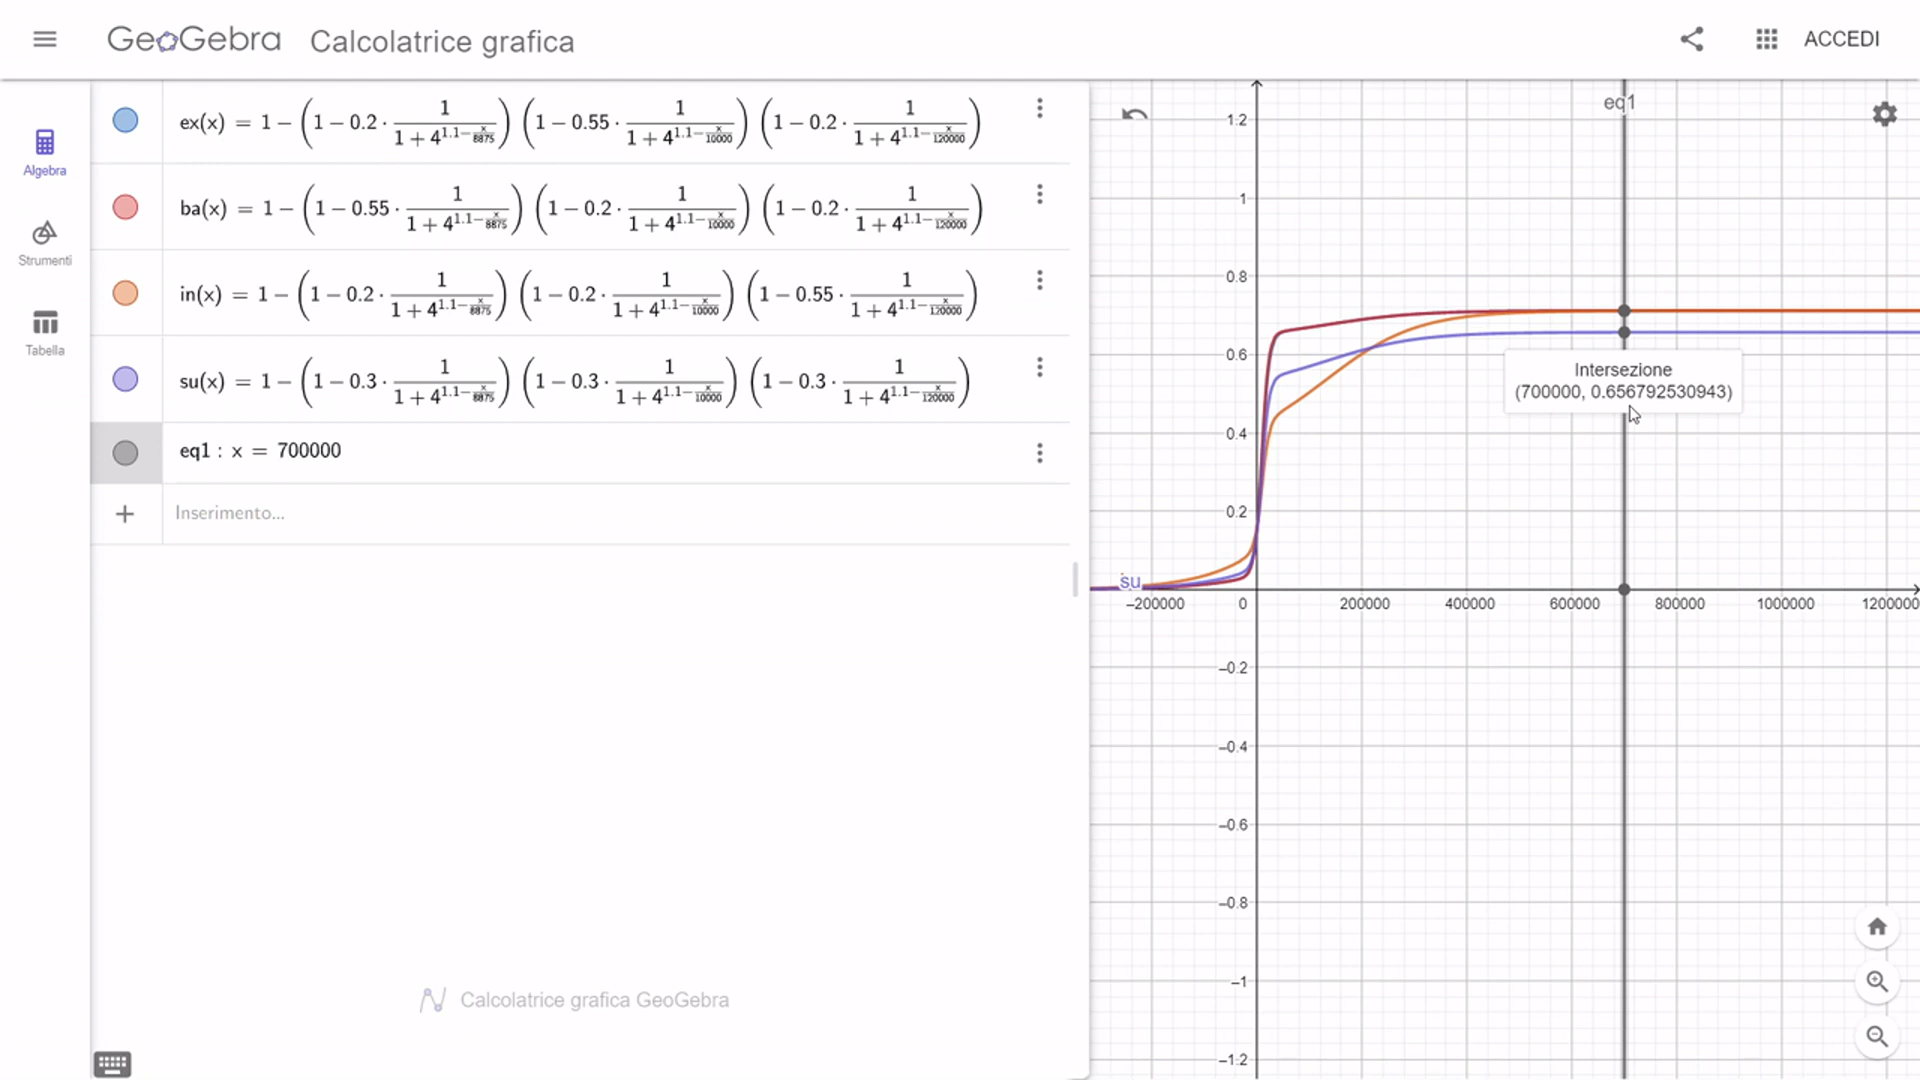 GeoGebra Calcolatrice grafica ACCEDI
Algebra
Strumenti
Tabella
ex(x) = 1 − (1 − 0.2 · 1/(1 + 4^(1.1 − x/8875))) (1 − 0.55 · 1/(1 + 4^(1.1 − x/10000))) (1 − 0.2 · 1/(1 + 4^(1.1 − x/120000)))
ba(x) = 1 − (1 − 0.55 · 1/(1 + 4^(1.1 − x/8875))) (1 − 0.2 · 1/(1 + 4^(1.1 − x/10000))) (1 − 0.2 · 1/(1 + 4^(1.1 − x/120000)))
in(x) = 1 − (1 − 0.2 · 1/(1 + 4^(1.1 − x/8875))) (1 − 0.2 · 1/(1 + 4^(1.1 − x/10000))) (1 − 0.55 · 1/(1 + 4^(1.1 − x/120000)))
su(x) = 1 − (1 − 0.3 · 1/(1 + 4^(1.1 − x/8875))) (1 − 0.3 · 1/(1 + 4^(1.1 − x/10000))) (1 − 0.3 · 1/(1 + 4^(1.1 − x/120000)))
eq1 : x = 700000
Inserimento...
Calcolatrice grafica GeoGebra
eq1
1.2
1
0.8
0.6
Intersezione
(700000, 0.656792530943)
0.4
0.2
su
−200000 0 200000 400000 600000 800000 1000000 1200000
−0.2
−0.4
−0.6
−0.8
−1
−1.2